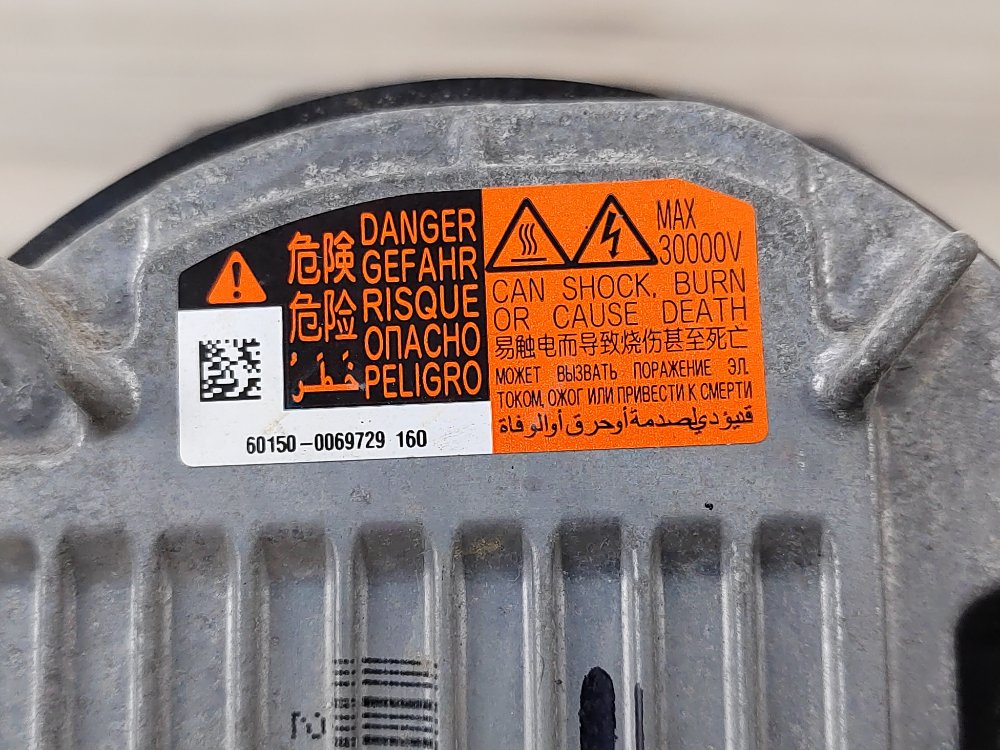 危険
危险
DANGER
GEFAHR
RISQUE
ОПАСНО
خَطَرُ
PELIGRO
60150-0069729 160
MAX
30000V
CAN SHOCK, BURN
OR CAUSE DEATH
易触电而导致烧伤甚至死亡
МОЖЕТ ВЫЗВАТЬ ПОРАЖЕНИЕ ЭЛ.
ТОКОМ, ОЖОГ ИЛИ ПРИВЕСТИ К СМЕРТИ
قديؤدي لصدمة أوحرق أوالوفاة